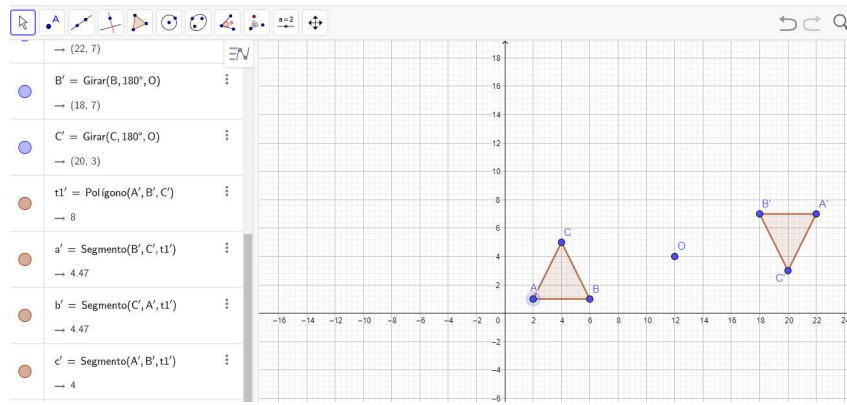 A
a=2
→ (22, 7)
B′ = Girar(B, 180°, O)
→ (18, 7)
C′ = Girar(C, 180°, O)
→ (20, 3)
t1′ = Polígono(A′, B′, C′)
→ 8
a′ = Segmento(B′, C′, t1′)
→ 4.47
b′ = Segmento(C′, A′, t1′)
→ 4.47
c′ = Segmento(A′, B′, t1′)
→ 4
18
16
14
12
10
8
B' A'
6
C
O
4
C'
2
A B
−16 −14 −12 −10 −8 −6 −4 −2 0 2 4 6 8 10 12 14 16 18 20 22
−2
−4
−6